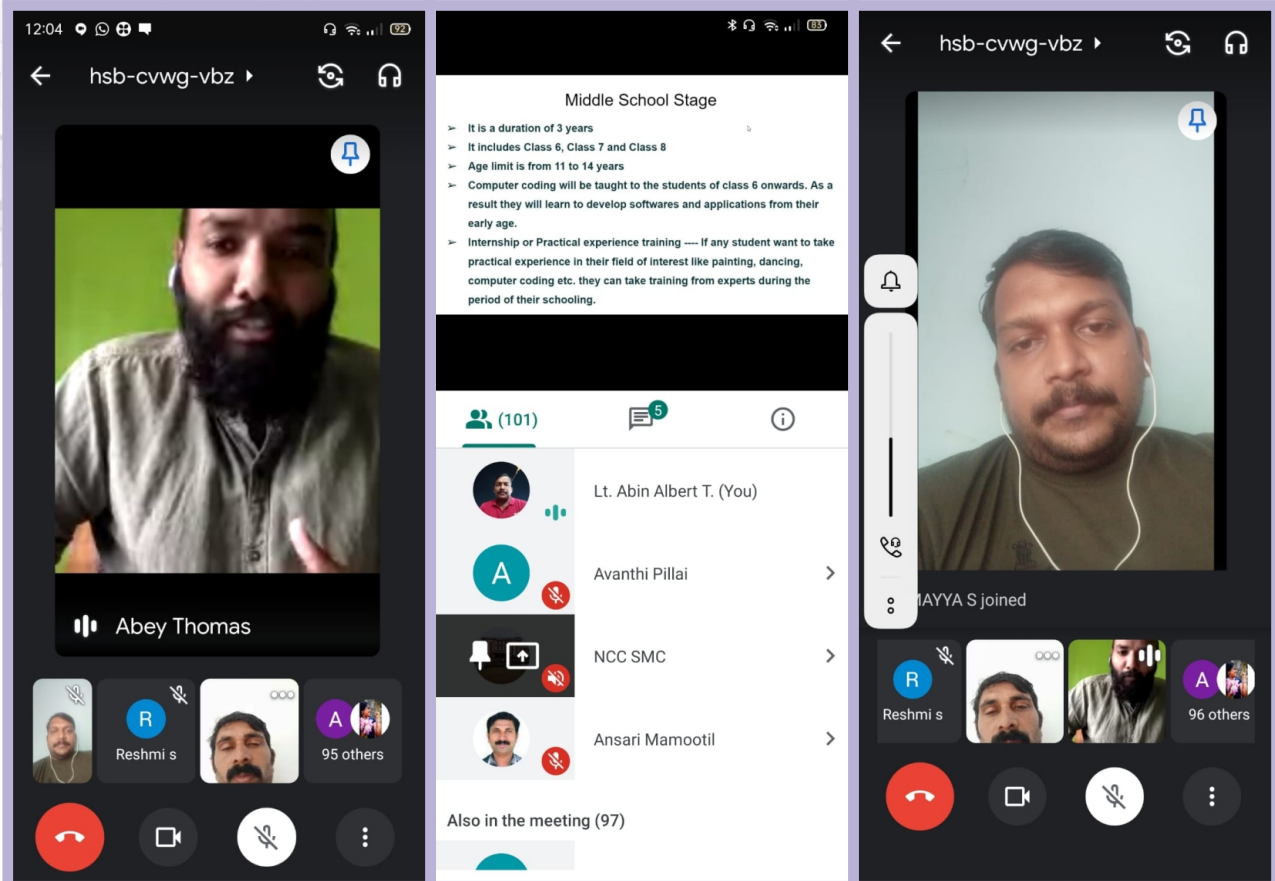 12:04
92
hsb-cvwg-vbz
Abey Thomas
R
Reshmi s
A
95 others
83
Middle School Stage
➢ It is a duration of 3 years
➢ It includes Class 6, Class 7 and Class 8
➢ Age limit is from 11 to 14 years
➢ Computer coding will be taught to the students of class 6 onwards. As a
result they will learn to develop softwares and applications from their
early age.
➢ Internship or Practical experience training ---- If any student want to take
practical experience in their field of interest like painting, dancing,
computer coding etc. they can take training from experts during the
period of their schooling.
(101)
5
Lt. Abin Albert T. (You)
A
Avanthi Pillai
NCC SMC
Ansari Mamootil
Also in the meeting (97)
hsb-cvwg-vbz
AYYA S joined
R
Reshmi s
A
96 others